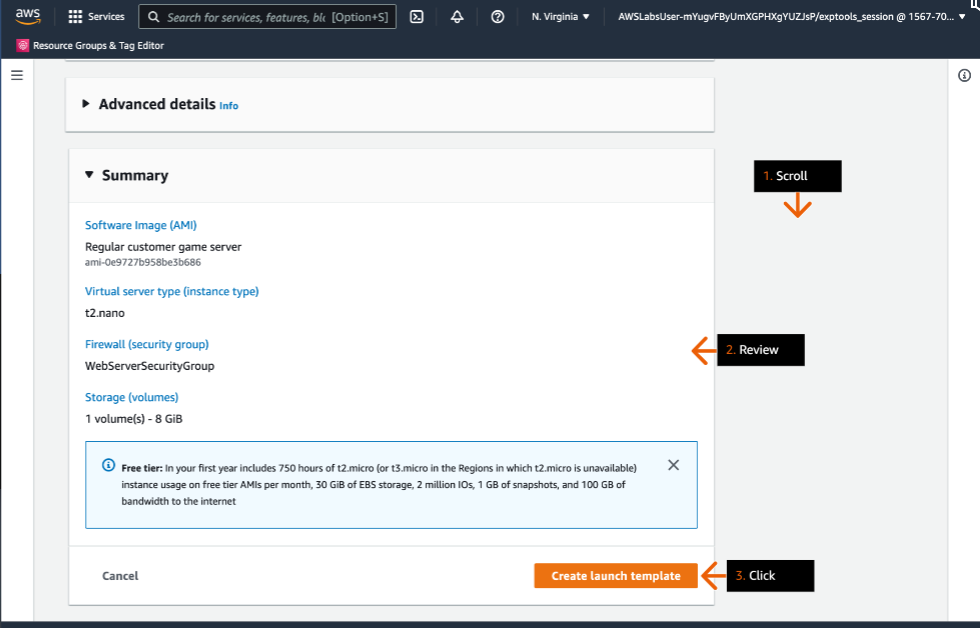 aws
Services
Search for services, features, bl [Option+S]
N. Virginia
AWSLabsUser-mYugvFByUmXGPHXgYUZJsP/exptools_session @ 1567-70...
Resource Groups & Tag Editor
Advanced details Info
Summary
1. Scroll
Software Image (AMI)
Regular customer game server
ami-0e9727b958be3b686
Virtual server type (instance type)
t2.nano
Firewall (security group)
2. Review
WebServerSecurityGroup
Storage (volumes)
1 volume(s) - 8 GiB
Free tier: In your first year includes 750 hours of t2.micro (or t3.micro in the Regions in which t2.micro is unavailable)
instance usage on free tier AMIs per month, 30 GiB of EBS storage, 2 million IOs, 1 GB of snapshots, and 100 GB of
bandwidth to the internet
Cancel
Create launch template
3. Click